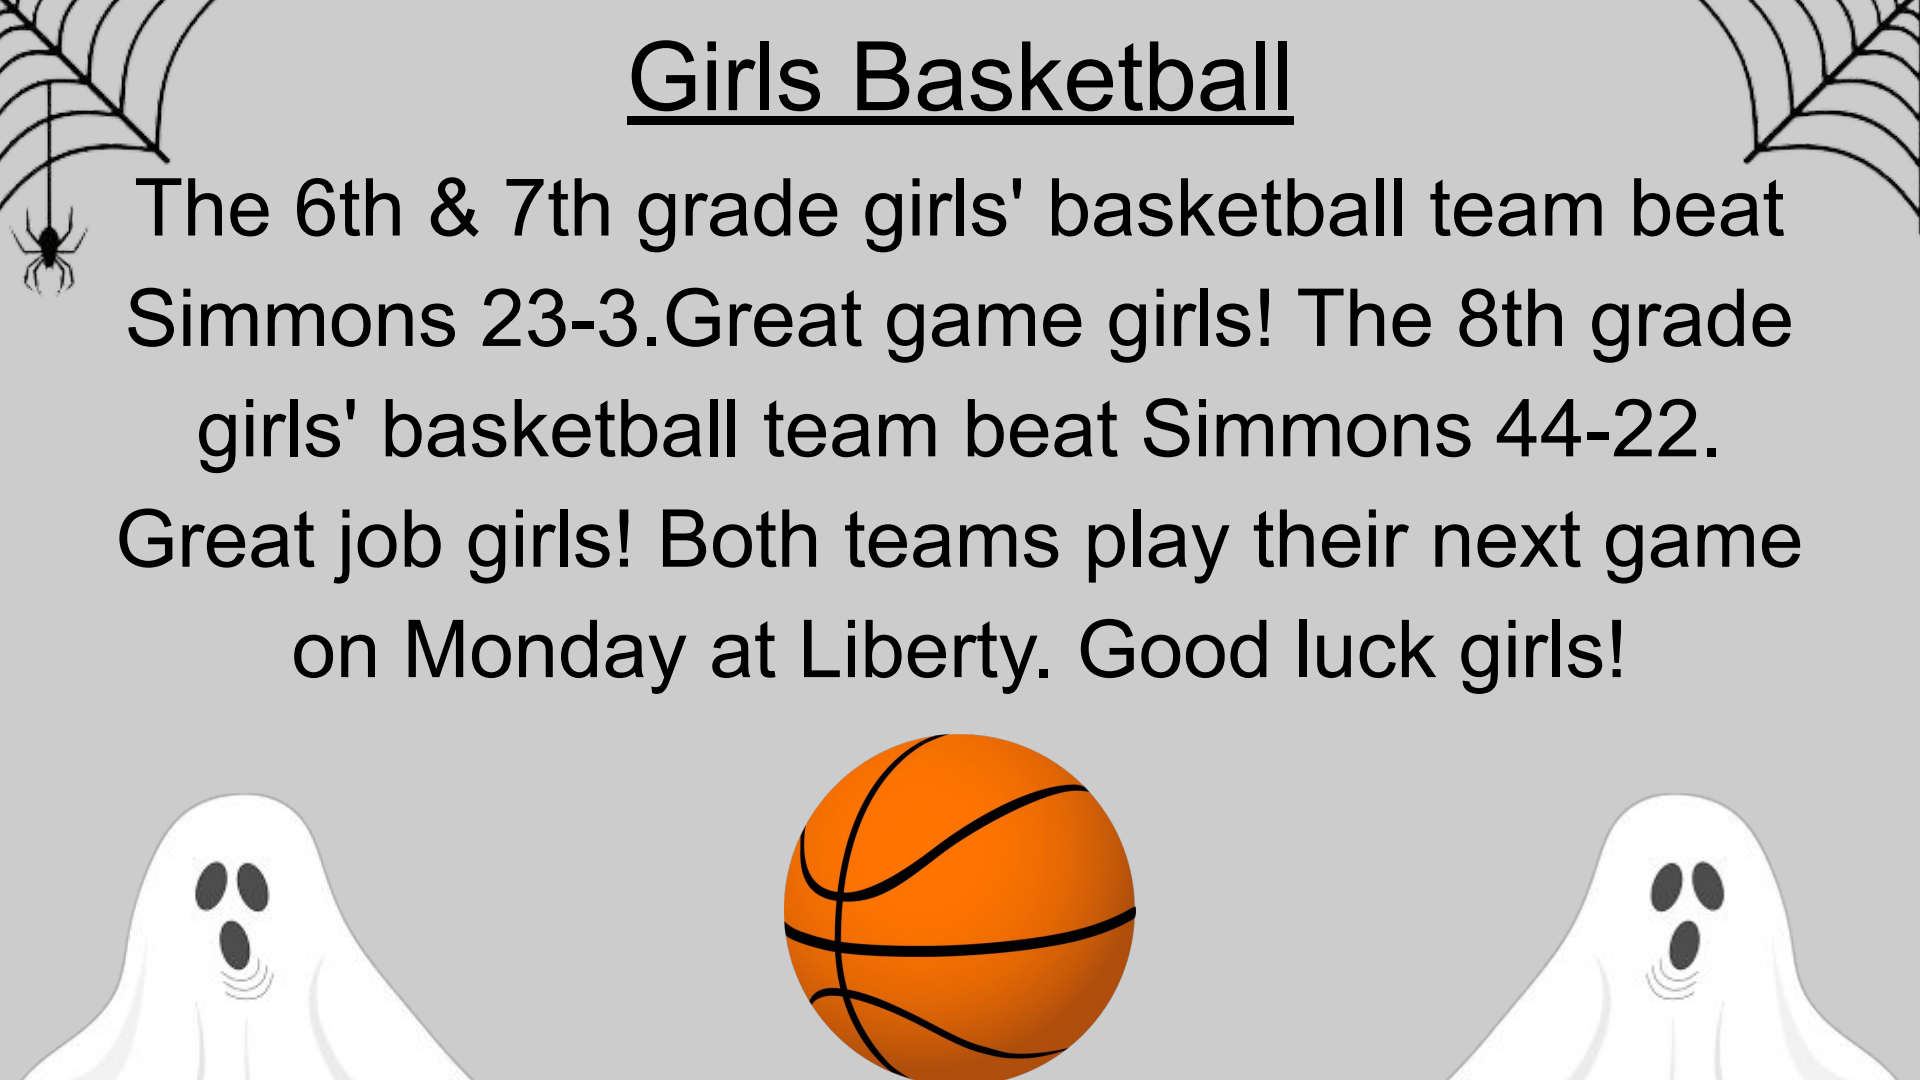 Girls Basketball
The 6th & 7th grade girls' basketball team beat
Simmons 23-3.Great game girls! The 8th grade
girls' basketball team beat Simmons 44-22.
Great job girls! Both teams play their next game
on Monday at Liberty. Good luck girls!